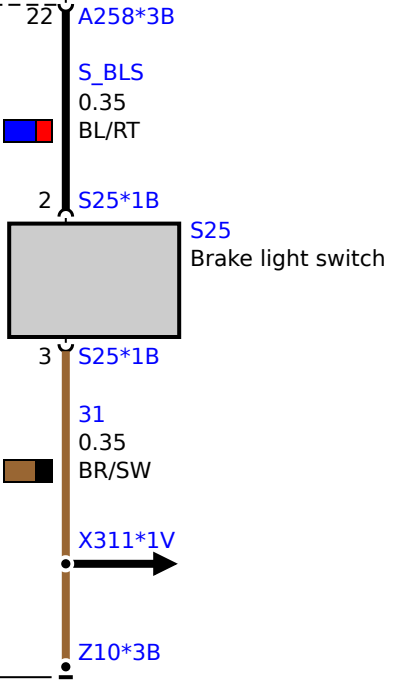 22 A258*3B
S_BLS
0.35
BL/RT
2 S25*1B
S25
Brake light switch
3 S25*1B
31
0.35
BR/SW
X311*1V
Z10*3B